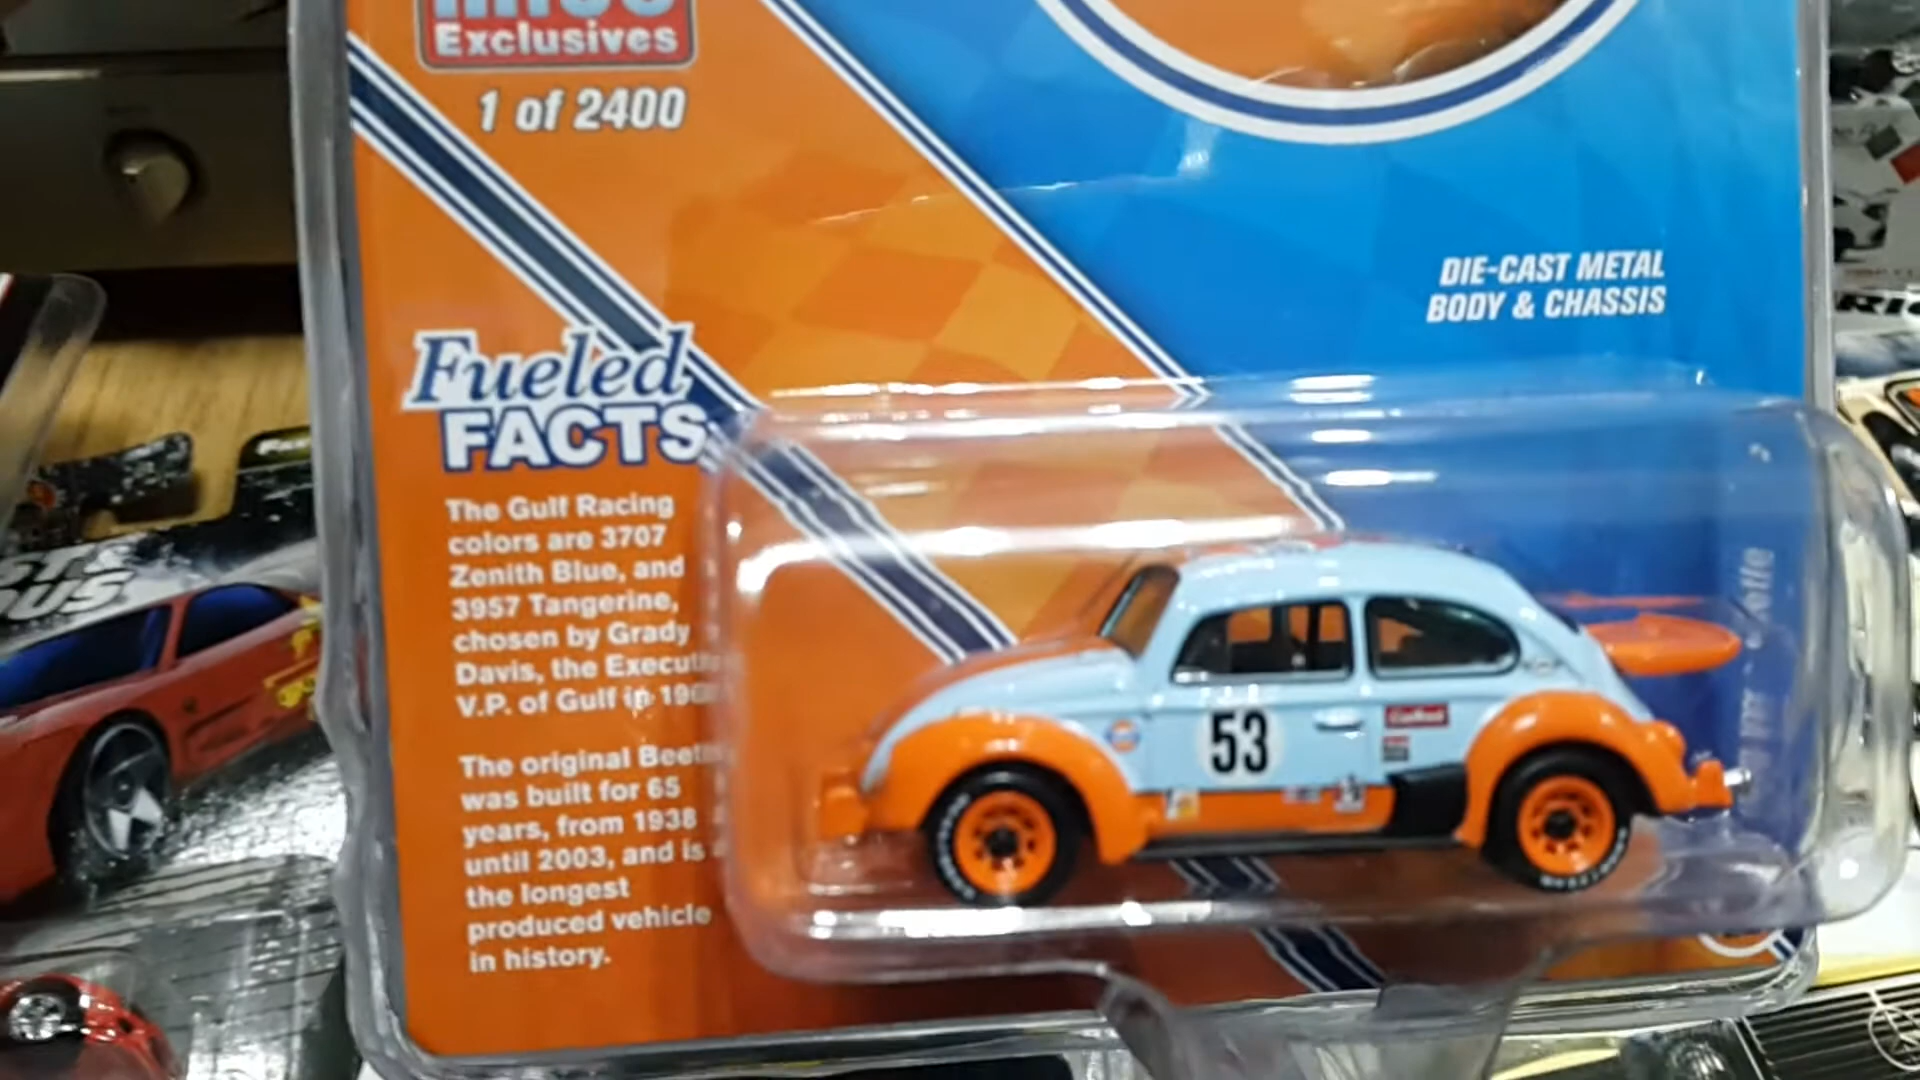 Exclusives
1 of 2400
DIE-CAST METAL
BODY & CHASSIS
Fueled
FACTS
The Gulf Racing
colors are 3707
Zenith Blue, and
3957 Tangerine,
chosen by Grady
Davis, the
V.P. of Gulf in
The original
was built for 65
years, from 1938
until 2003, and is
the longest
produced vehicle
in history.
53